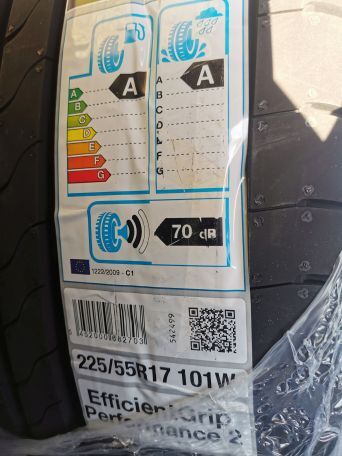 A
B
C
D
E
F
G
A
A
B
C
D
E
F
G
A
70 dB
1222/2009 - C1
542499
225/55R17 101W
EfficientGrip
Performance 2